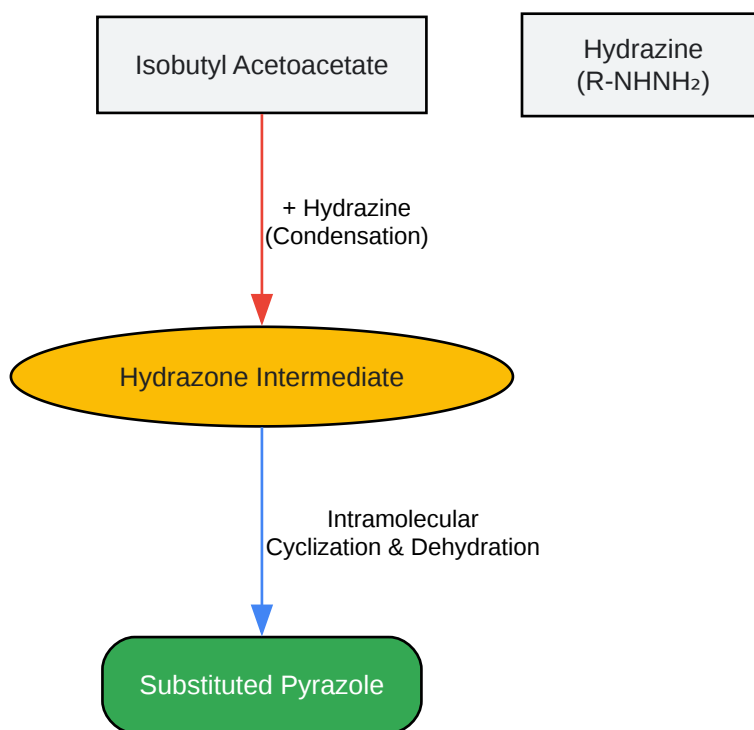 Isobutyl Acetoacetate
Hydrazine
(R-NHNH₂)
+ Hydrazine
(Condensation)
Hydrazone Intermediate
Intramolecular
Cyclization & Dehydration
Substituted Pyrazole